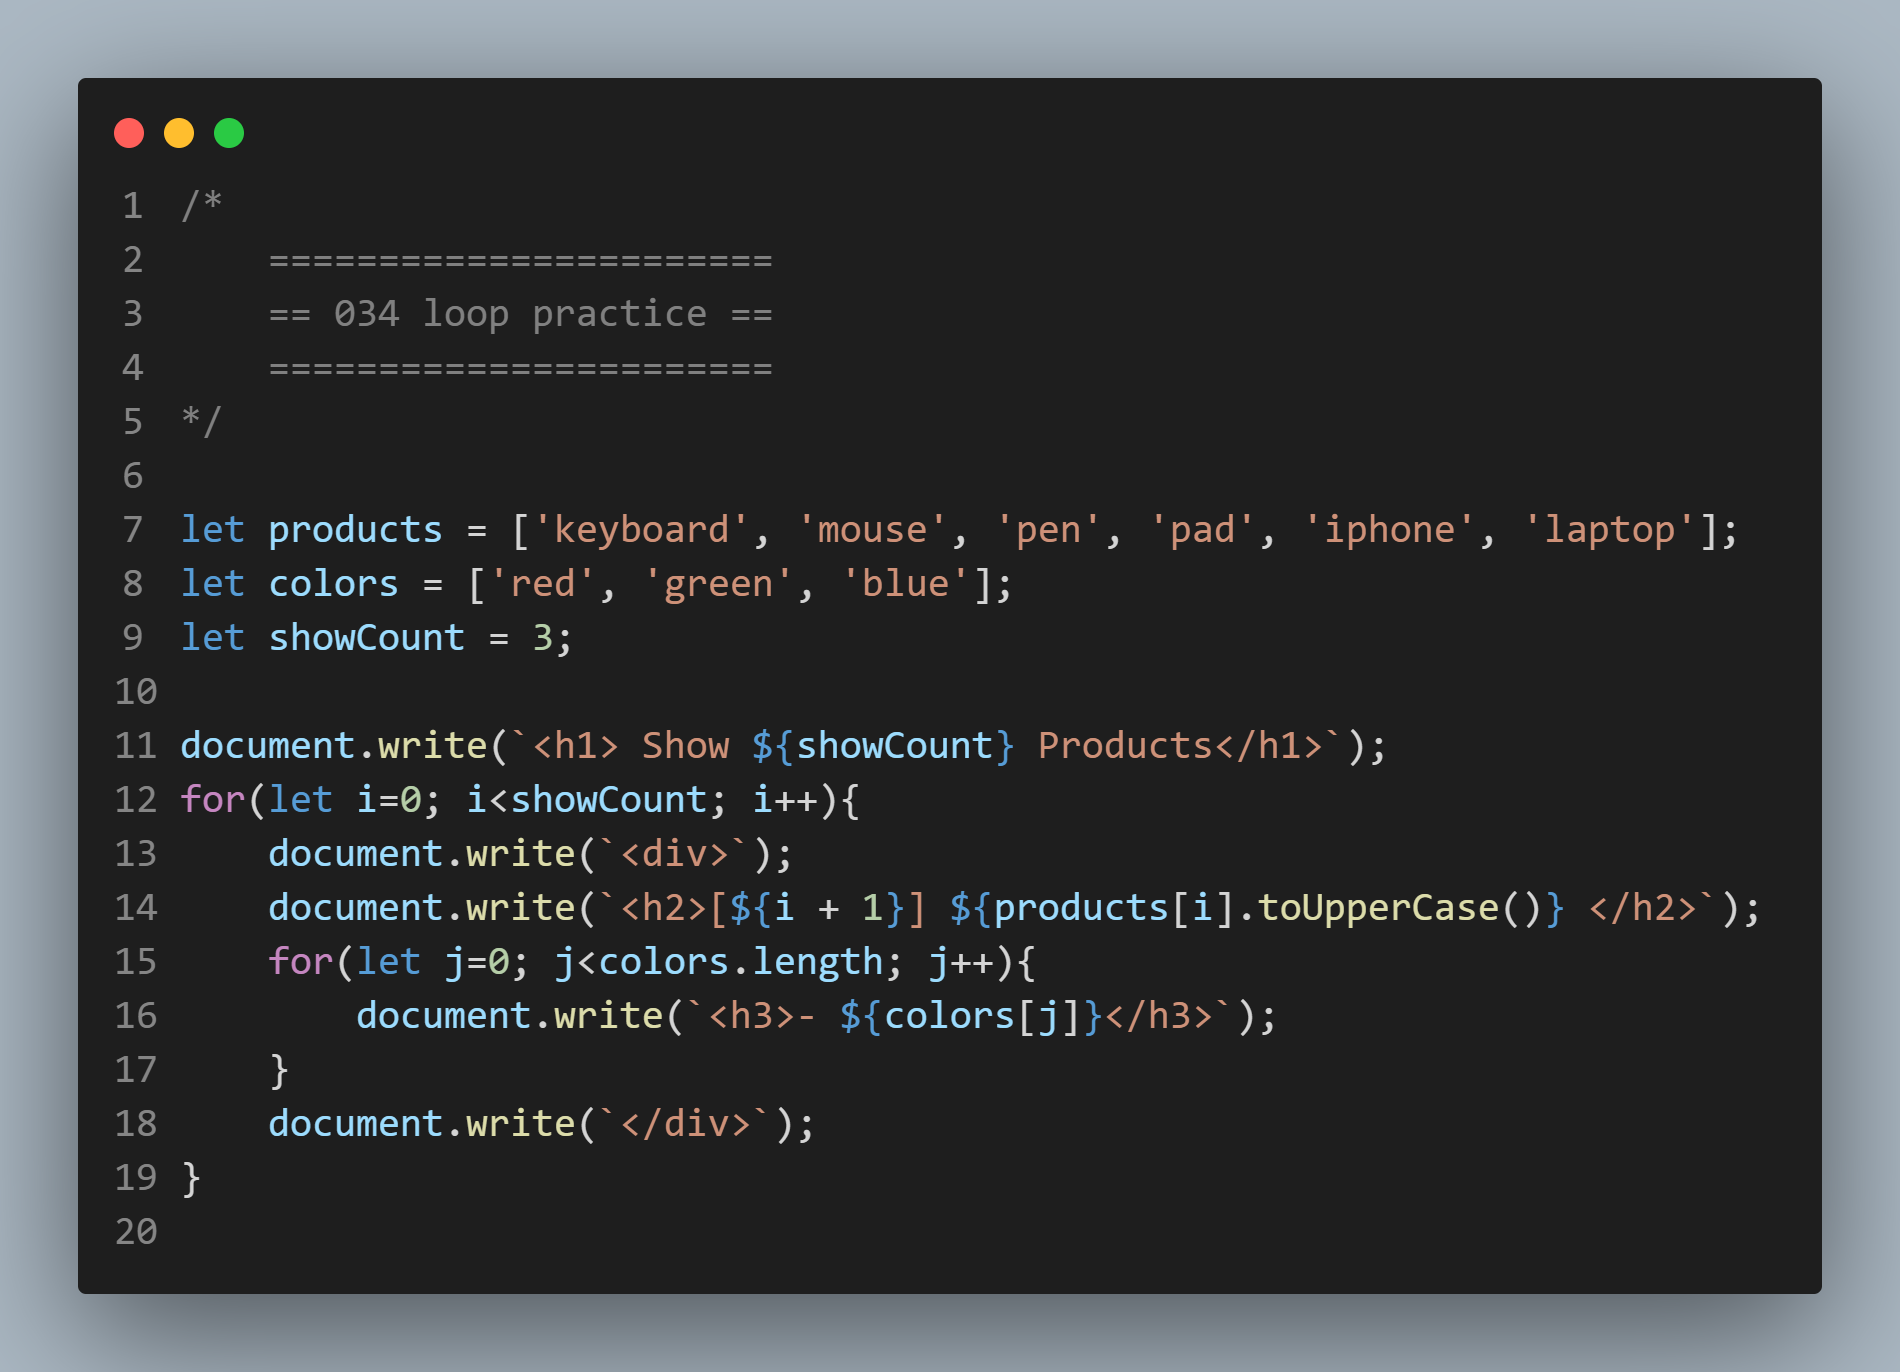 1 /*
2     =======================
3     == 034 loop practice ==
4     =======================
5 */
6
7 let products = ['keyboard', 'mouse', 'pen', 'pad', 'iphone', 'laptop'];
8 let colors = ['red', 'green', 'blue'];
9 let showCount = 3;
10
11 document.write(`<h1> Show ${showCount} Products</h1>`);
12 for(let i=0; i<showCount; i++){
13     document.write(`<div>`);
14     document.write(`<h2>[${i + 1}] ${products[i].toUpperCase()} </h2>`);
15     for(let j=0; j<colors.length; j++){
16         document.write(`<h3>- ${colors[j]}</h3>`);
17     }
18     document.write(`</div>`);
19 }
20